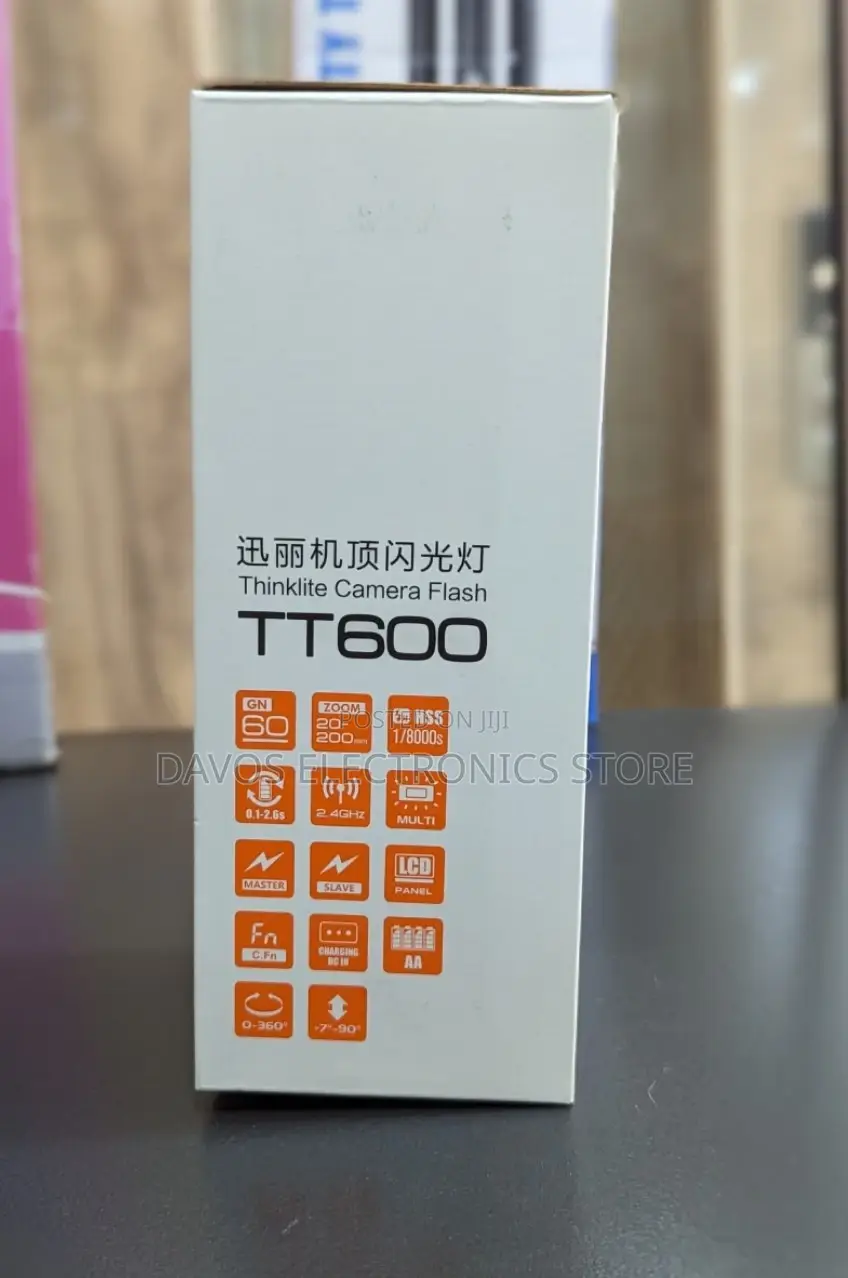 TY T
迅丽机顶闪光灯
Thinklite Camera Flash
TT600
GN
60
ZOOM
20-
200mm
HSS
1/8000s
POSTED ON JIJI
DAVOS ELECTRONICS STORE
0.1-2.6s
2.4GHz
MULTI
MASTER
SLAVE
LCD
PANEL
Fn
C.Fn
CHARGING
DC IN
AA
0-360°
-7°-90°